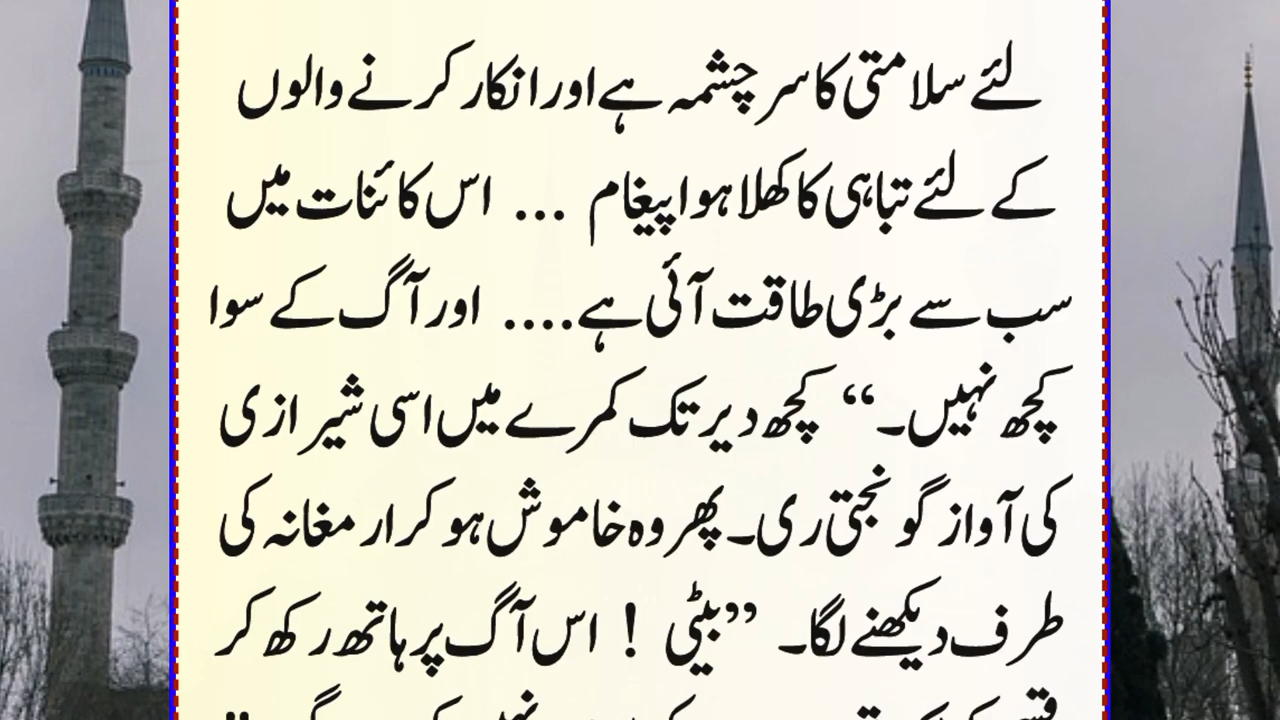 لئے سلامتی کا سر چشمہ ہے اور انکار کرنے والوں
کے لئے تباہی کا کھلا ہوا پیغام ... اس کائنات میں
سب سے بڑی طاقت آئی ہے.... اور آگ کے سوا
کچھ نہیں۔“ کچھ دیر تک کمرے میں اسی شیرازی
کی آواز گونجتی ری۔ پھر وہ خاموش ہو کر ارمغانہ کی
طرف دیکھنے لگا۔ ”بیٹی ! اس آگ پر ہاتھ رکھ کر